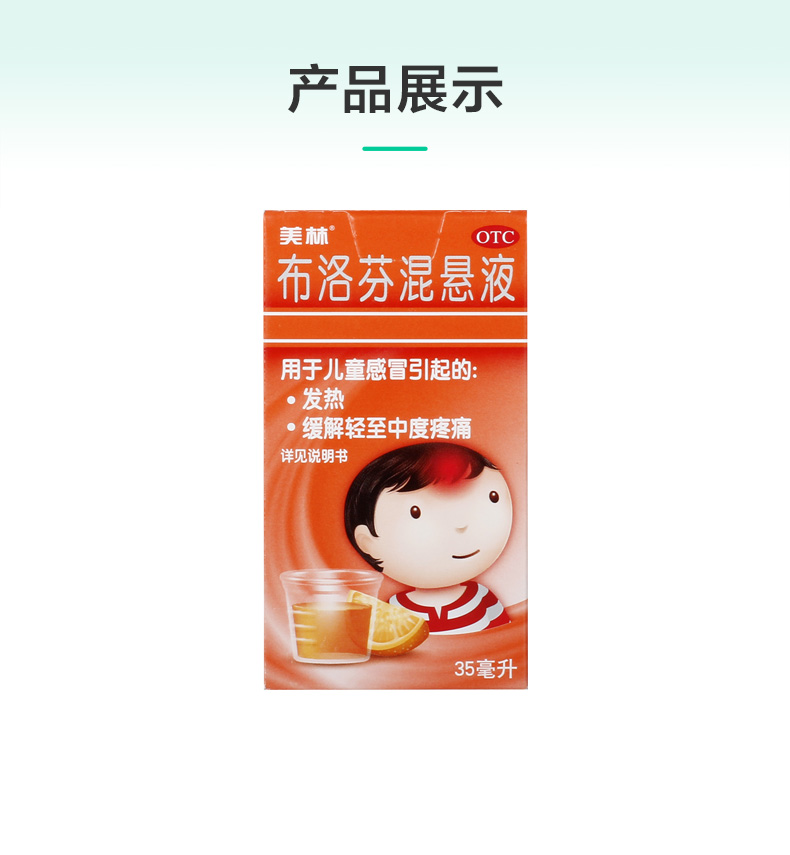 产品展示
美林®
OTC
布洛芬混悬液
用于儿童感冒引起的:
•发热
•缓解轻至中度疼痛
详见说明书
35毫升